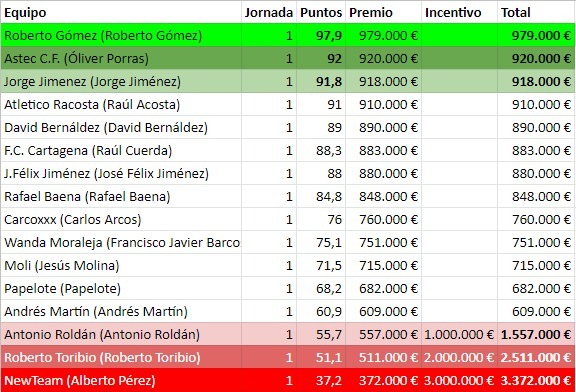 Equipo Jornada Puntos Premio Incentivo Total
Roberto Gómez (Roberto Gómez) 1 97,9 979.000 € 979.000 €
Astec C.F. (Óliver Porras) 1 92 920.000 € 920.000 €
Jorge Jimenez (Jorge Jiménez) 1 91,8 918.000 € 918.000 €
Atletico Racosta (Raúl Acosta) 1 91 910.000 € 910.000 €
David Bernáldez (David Bernáldez) 1 89 890.000 € 890.000 €
F.C. Cartagena (Raúl Cuerda) 1 88,3 883.000 € 883.000 €
J.Félix Jiménez (José Félix Jiménez) 1 88 880.000 € 880.000 €
Rafael Baena (Rafael Baena) 1 84,8 848.000 € 848.000 €
Carcoxxx (Carlos Arcos) 1 76 760.000 € 760.000 €
Wanda Moraleja (Francisco Javier Barco 1 75,1 751.000 € 751.000 €
Moli (Jesús Molina) 1 71,5 715.000 € 715.000 €
Papelote (Papelote) 1 68,2 682.000 € 682.000 €
Andrés Martín (Andrés Martín) 1 60,9 609.000 € 609.000 €
Antonio Roldán (Antonio Roldán) 1 55,7 557.000 € 1.000.000 € 1.557.000 €
Roberto Toribio (Roberto Toribio) 1 51,1 511.000 € 2.000.000 € 2.511.000 €
NewTeam (Alberto Pérez) 1 37,2 372.000 € 3.000.000 € 3.372.000 €